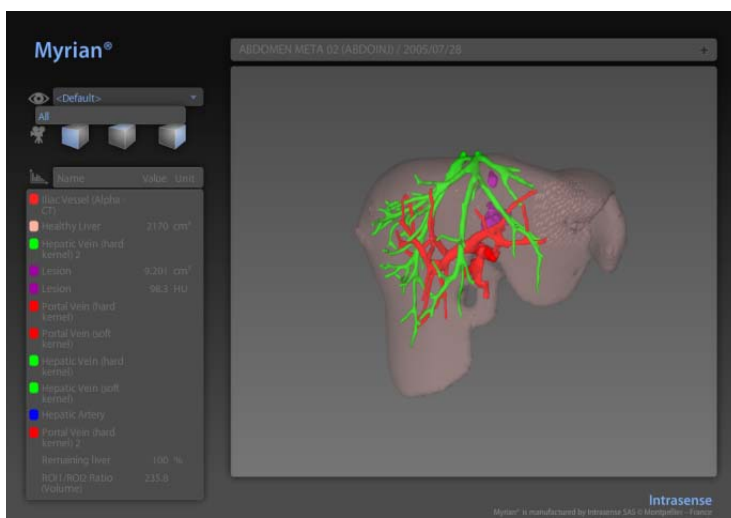 Myrian®
ABDOMEN META 02 (ABDOINJ) / 2005/07/28 +
<Default>
All
Name Value Unit
Iliac Vessel (Alpha -
CT)
Healthy Liver 2170 cm³
Hepatic Vein (hard
kernel) 2
Lesion 9.201 cm³
Lesion 98.3 HU
Portal Vein (hard
kernel)
Portal Vein (soft
kernel)
Hepatic Vein (hard
kernel)
Hepatic Vein (soft
kernel)
Hepatic Artery
Portal Vein (hard
kernel) 2
Remaining liver 100 %
ROI1/ROI2 Ratio
(Volume) 235.8
Intrasense
Myrian® is manufactured by Intrasense SAS © Montpellier - France